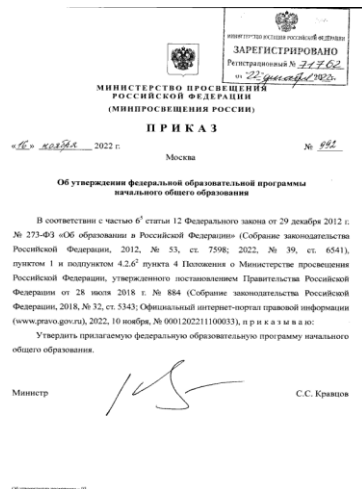 МИНИСТЕРСТВО ЮСТИЦИИ РОССИЙСКОЙ ФЕДЕРАЦИИ
ЗАРЕГИСТРИРОВАНО
Регистрационный № 71762
от "22" декабря 2022г.
МИНИСТЕРСТВО ПРОСВЕЩЕНИЯ
РОССИЙСКОЙ ФЕДЕРАЦИИ
(МИНПРОСВЕЩЕНИЯ РОССИИ)
ПРИКАЗ
«16» ноября 2022 г. № 992
Москва
Об утверждении федеральной образовательной программы
начального общего образования
В соответствии с частью 6⁵ статьи 12 Федерального закона от 29 декабря 2012 г.
№ 273-ФЗ «Об образовании в Российской Федерации» (Собрание законодательства
Российской Федерации, 2012, № 53, ст. 7598; 2022, № 39, ст. 6541),
пунктом 1 и подпунктом 4.2.6² пункта 4 Положения о Министерстве просвещения
Российской Федерации, утвержденного постановлением Правительства Российской
Федерации от 28 июля 2018 г. № 884 (Собрание законодательства Российской
Федерации, 2018, № 32, ст. 5343; Официальный интернет-портал правовой информации
(www.pravo.gov.ru), 2022, 10 ноября, № 0001202211100033), п р и к а з ы в а ю:
Утвердить прилагаемую федеральную образовательную программу начального
общего образования.
Министр С.С. Кравцов